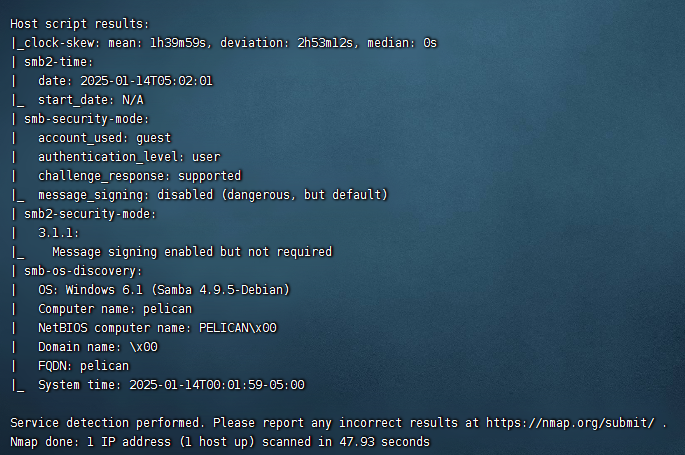 Host script results:
|_clock-skew: mean: 1h39m59s, deviation: 2h53m12s, median: 0s
| smb2-time:
|   date: 2025-01-14T05:02:01
|_  start_date: N/A
| smb-security-mode:
|   account_used: guest
|   authentication_level: user
|   challenge_response: supported
|_  message_signing: disabled (dangerous, but default)
| smb2-security-mode:
|   3.1.1:
|_    Message signing enabled but not required
| smb-os-discovery:
|   OS: Windows 6.1 (Samba 4.9.5-Debian)
|   Computer name: pelican
|   NetBIOS computer name: PELICAN\x00
|   Domain name: \x00
|   FQDN: pelican
|_  System time: 2025-01-14T00:01:59-05:00
Service detection performed. Please report any incorrect results at https://nmap.org/submit/ .
Nmap done: 1 IP address (1 host up) scanned in 47.93 seconds